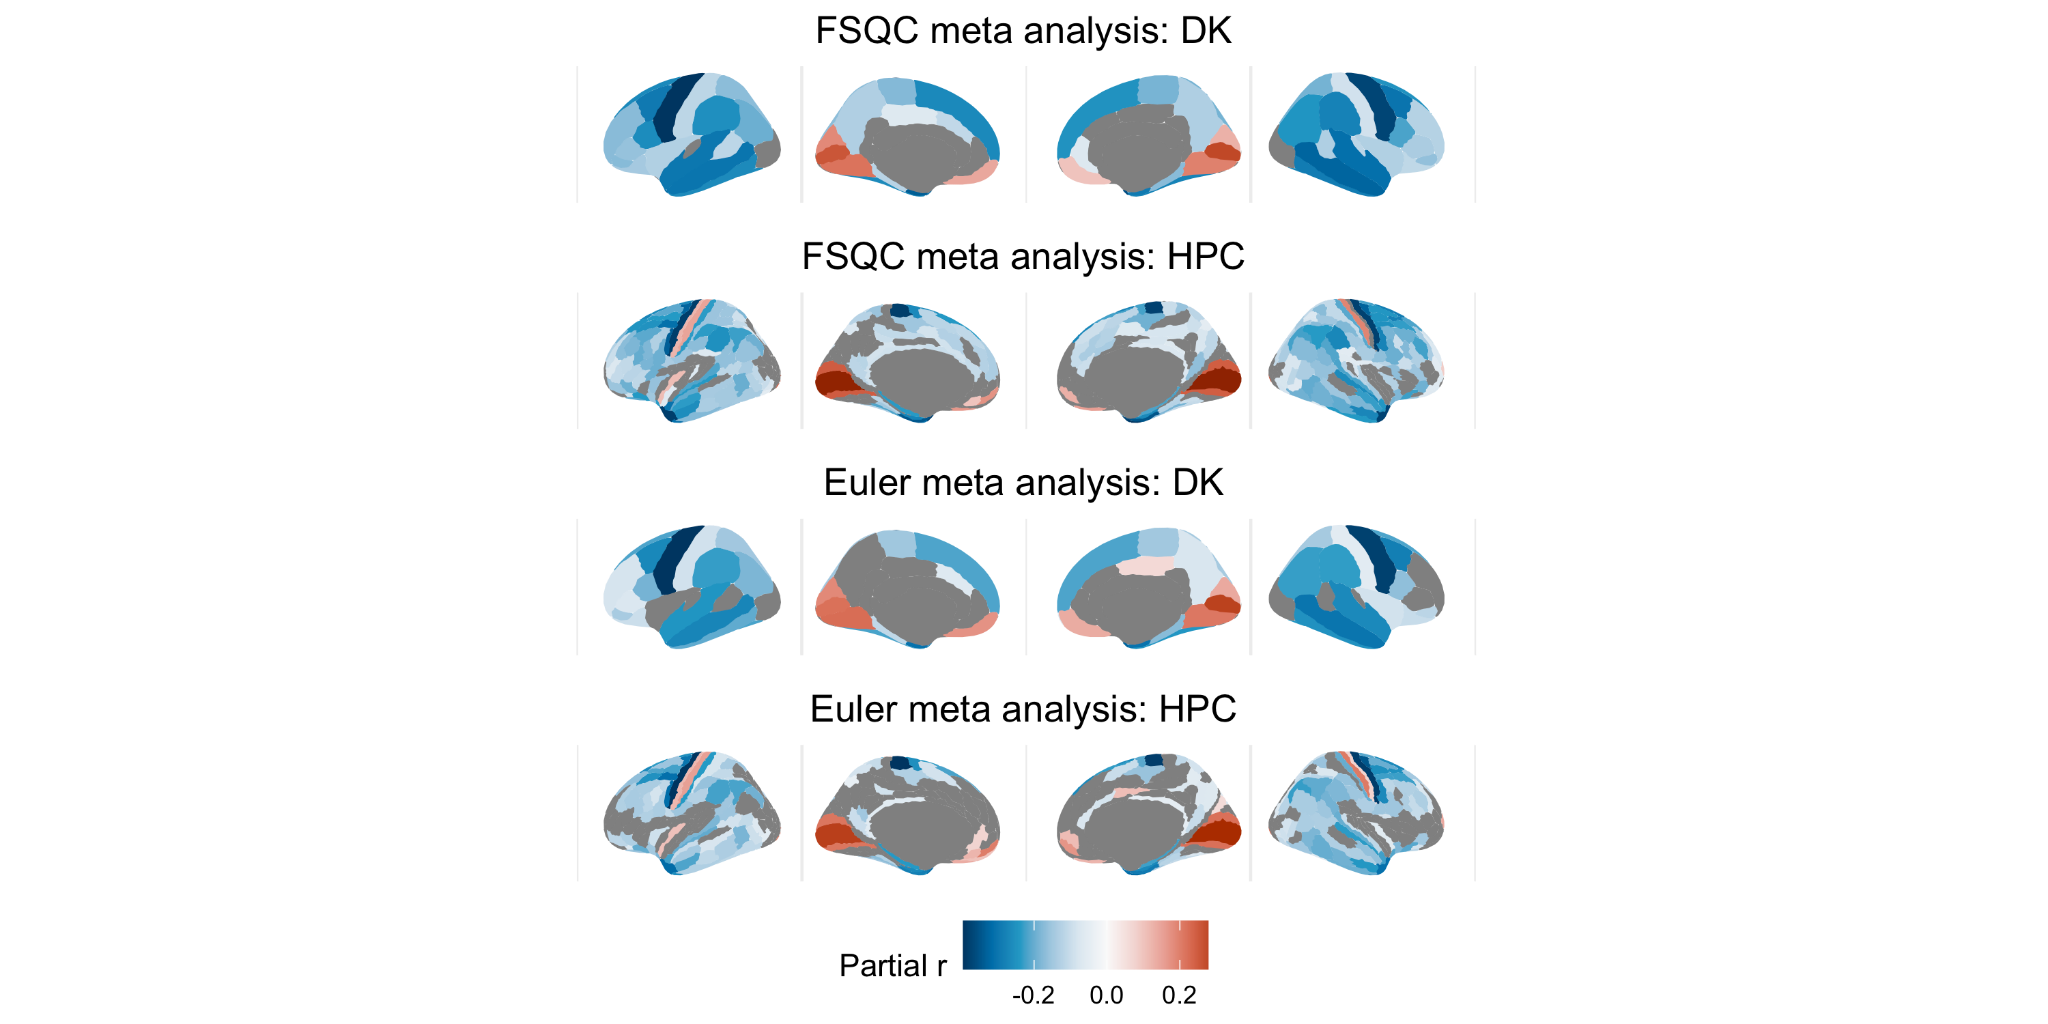 FSQC meta analysis: DK
FSQC meta analysis: HPC
Euler meta analysis: DK
Euler meta analysis: HPC
Partial r
-0.2 0.0 0.2